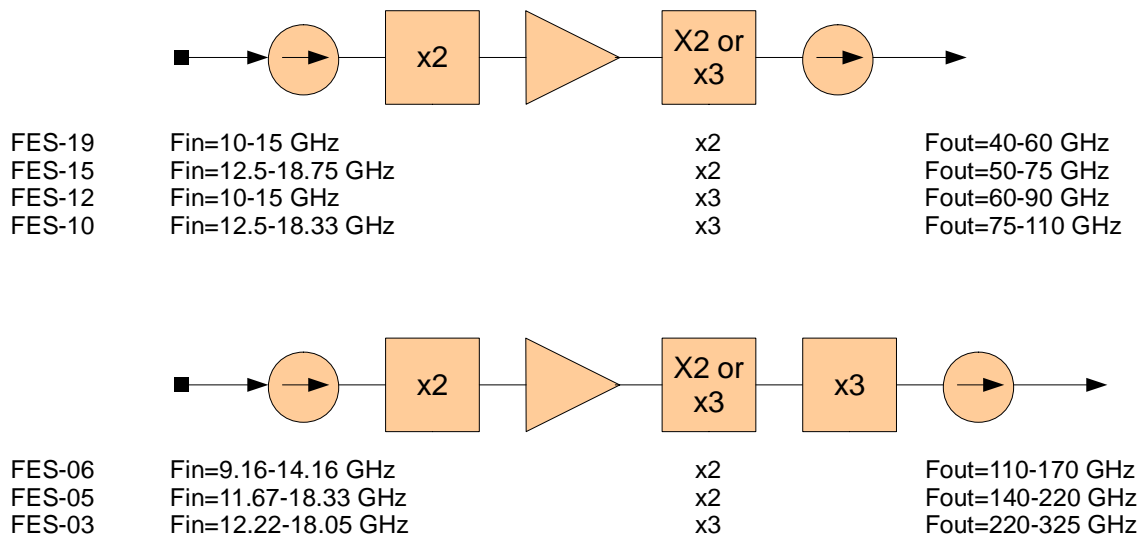 x2
X2 or
x3
FES-19 Fin=10-15 GHz x2 Fout=40-60 GHz
FES-15 Fin=12.5-18.75 GHz x2 Fout=50-75 GHz
FES-12 Fin=10-15 GHz x3 Fout=60-90 GHz
FES-10 Fin=12.5-18.33 GHz x3 Fout=75-110 GHz
x2
X2 or
x3
x3
FES-06 Fin=9.16-14.16 GHz x2 Fout=110-170 GHz
FES-05 Fin=11.67-18.33 GHz x2 Fout=140-220 GHz
FES-03 Fin=12.22-18.05 GHz x3 Fout=220-325 GHz